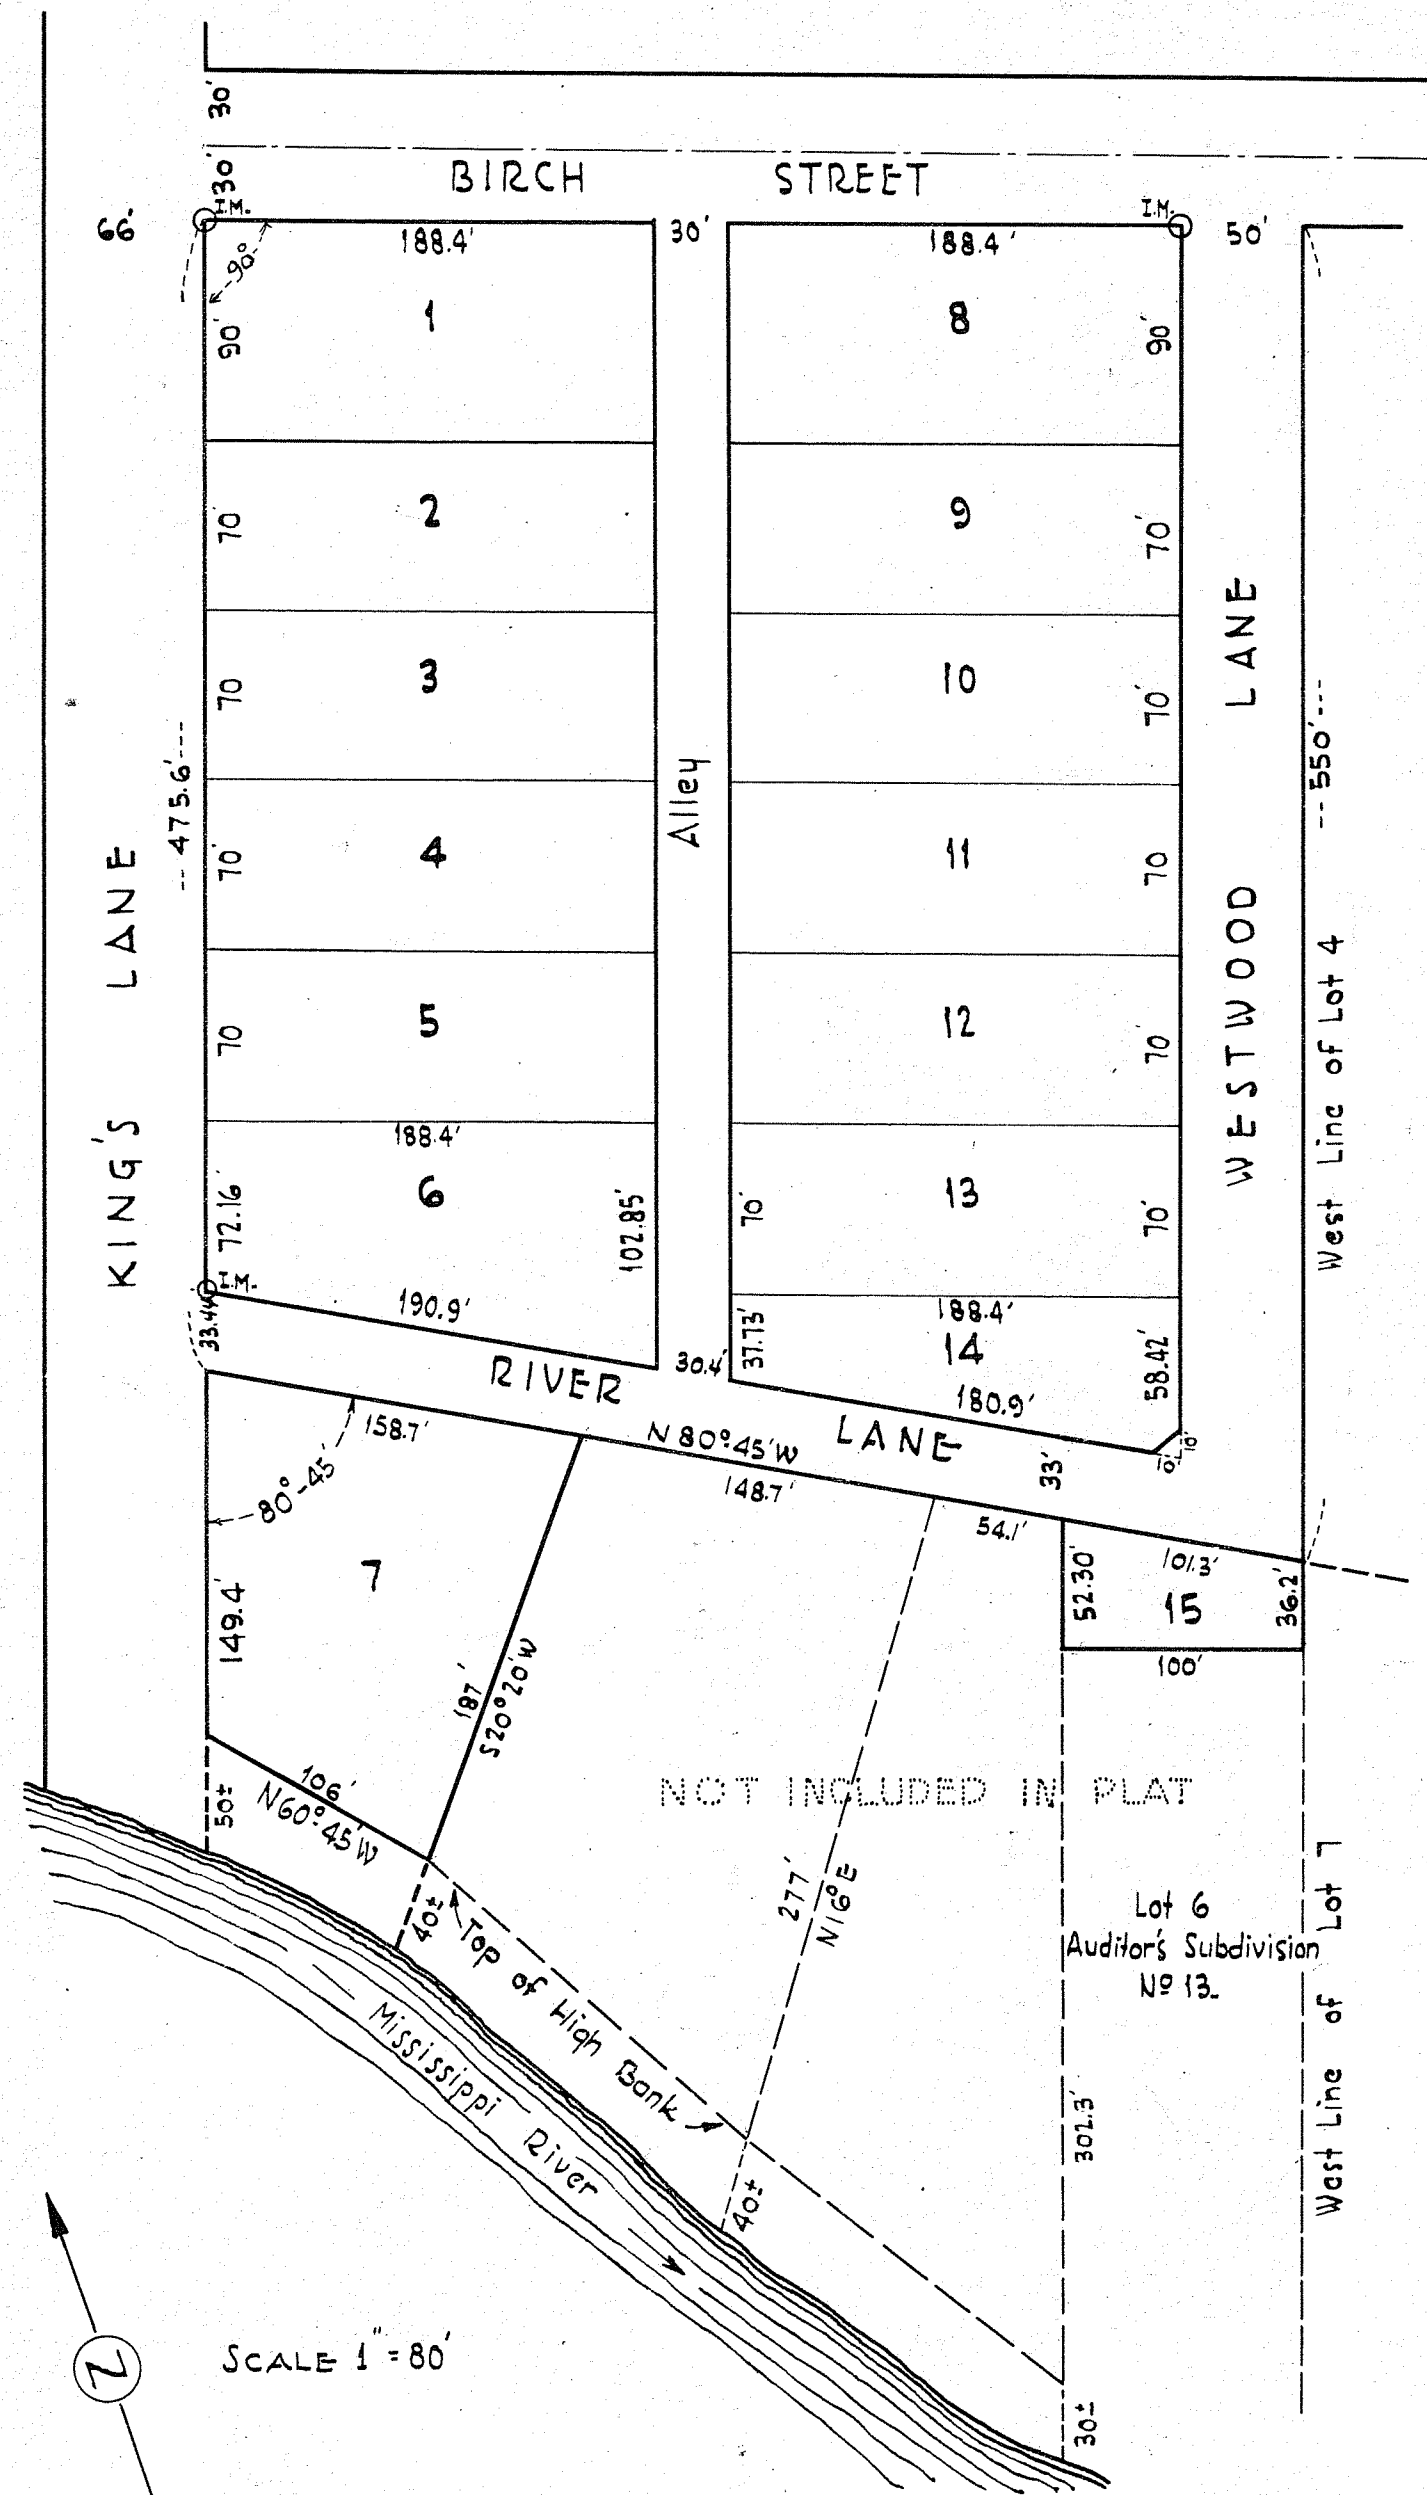 30'
30'
BIRCH STREET
66'
I.M.
188.4'
30'
188.4'
I.M.
50'
90°
90'
1
8
90'
70'
2
9
70'
70
3
10
70'
--- 475.6' ---
-- 550' ---
70'
4
Alley
11
70
70
5
12
70'
188.4'
72.16'
6
102.85'
70'
13
70'
KING'S LANE
WESTWOOD LANE
West Line of Lot 4
I.M.
33.44'
190.9'
30.4'
37.73'
188.4'
14
58.42'
180.9'
10'
10'
RIVER LANE
158.7'
N 80°45'W
148.7'
33'
54.1'
80°-45'
7
149.4'
187'
S20°20'W
52.30'
101.3'
15
36.2'
100'
106'
N60°45'W
50±
40±
NOT INCLUDED IN PLAT
277'
N16°E
Lot 6
Auditor's Subdivision
Nº 13.
Top of High Bank
Mississippi River
302.3'
West Line of Lot 7
40±
30±
SCALE 1" = 80'
N